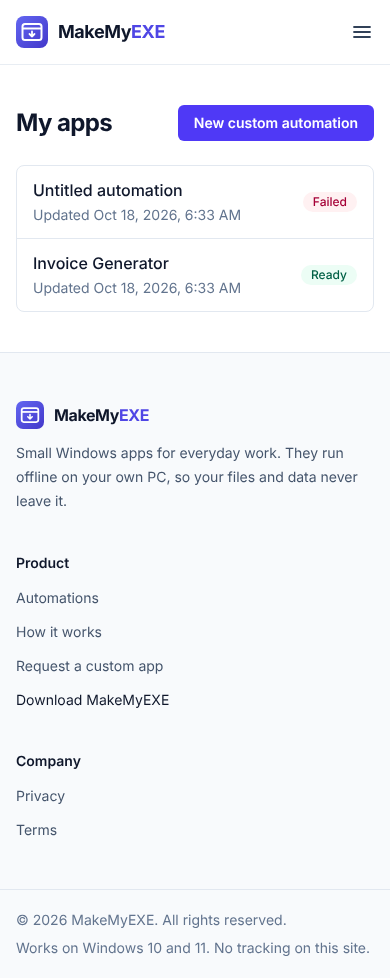 MakeMyEXE
My apps
New custom automation
Untitled automation
Updated Oct 18, 2026, 6:33 AM
Failed
Invoice Generator
Updated Oct 18, 2026, 6:33 AM
Ready
MakeMyEXE
Small Windows apps for everyday work. They run
offline on your own PC, so your files and data never
leave it.
Product
Automations
How it works
Request a custom app
Download MakeMyEXE
Company
Privacy
Terms
© 2026 MakeMyEXE. All rights reserved.
Works on Windows 10 and 11. No tracking on this site.